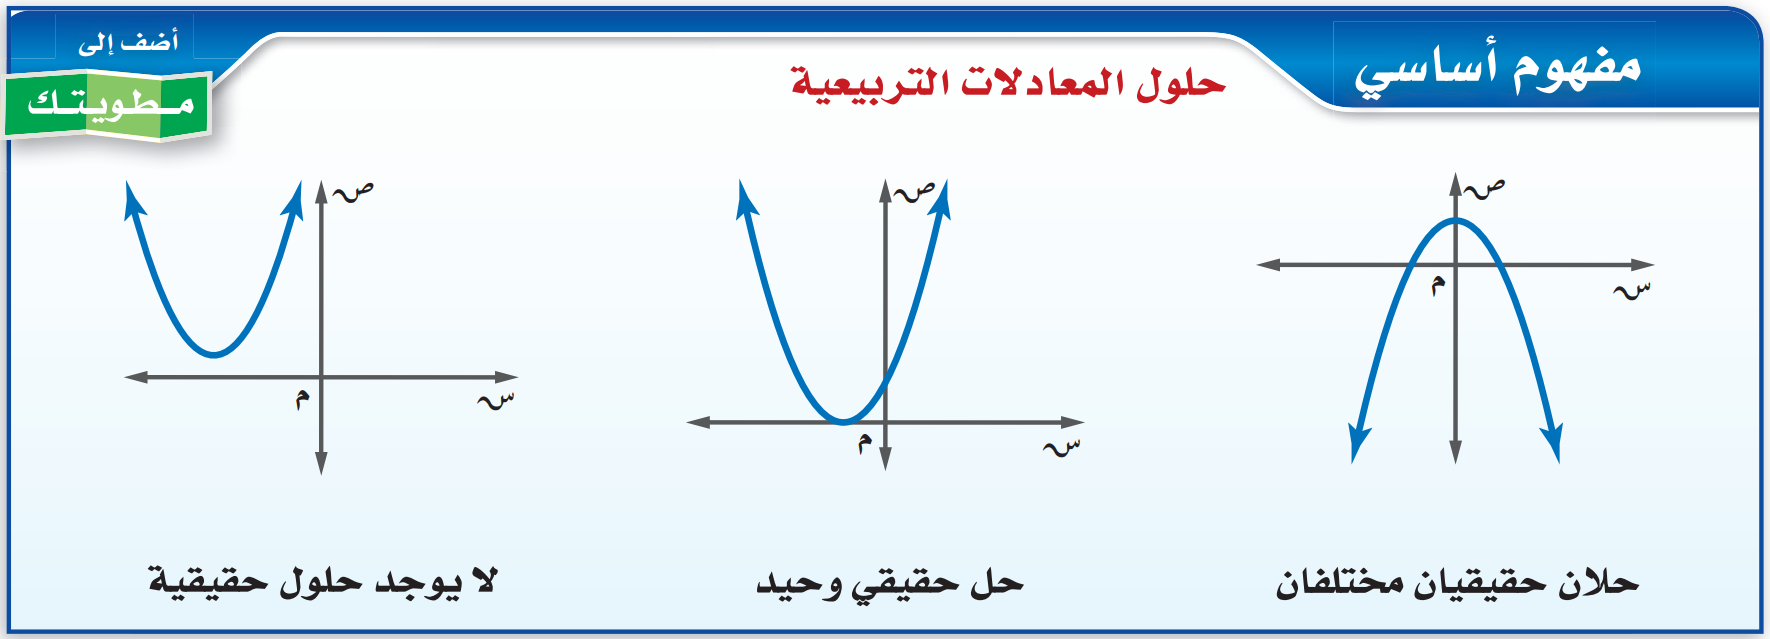 مفهوم أساسي
أضف إلى
مطويتك
حلول المعادلات التربيعية
ص
س
م
ص
س
م
ص
س
م
حلان حقيقيان مختلفان
حل حقيقي وحيد
لا يوجد حلول حقيقية